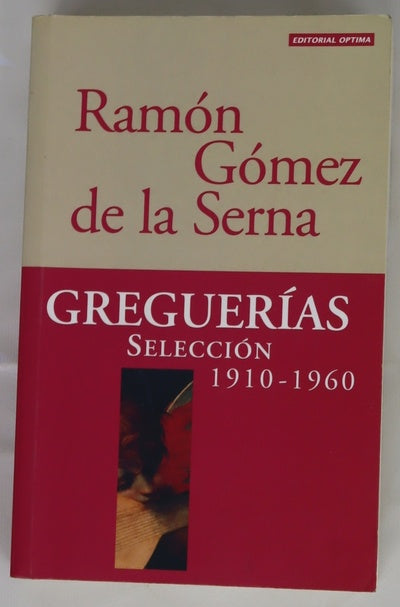 EDITORIAL OPTIMA
Ramón
Gómez
de la Serna
GREGUERÍAS
SELECCIÓN
1910-1960